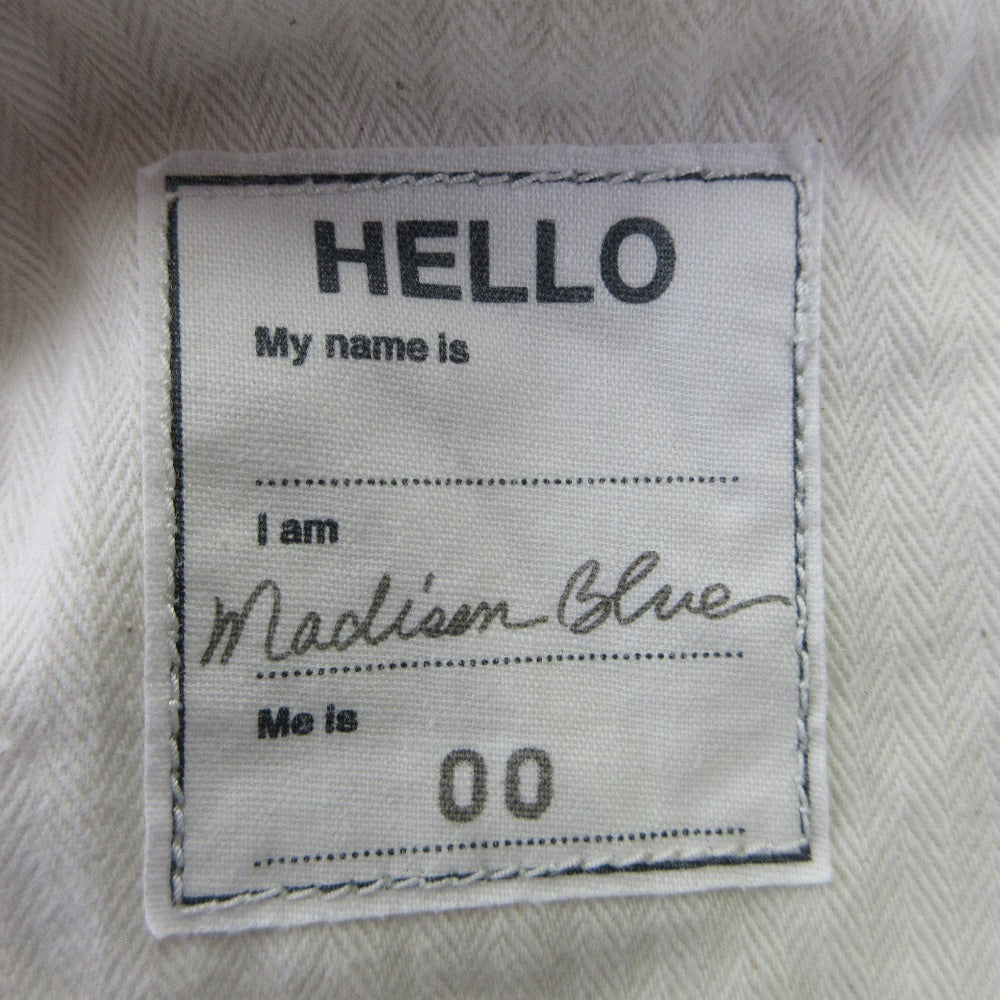 HELLO
My name is
I am
Madison Blue
Me is
00